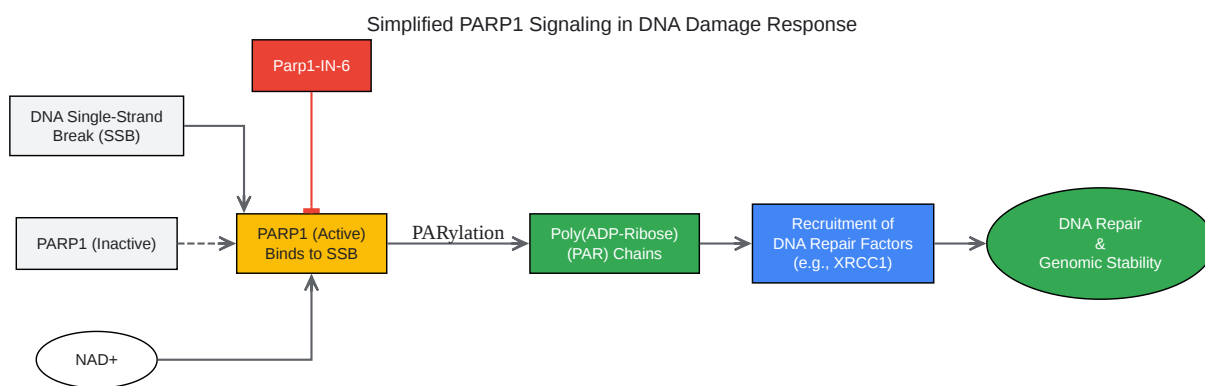 Simplified PARP1 Signaling in DNA Damage Response
Parp1-IN-6
DNA Single-Strand
Break (SSB)
PARP1 (Inactive)
PARP1 (Active)
Binds to SSB
PARylation
Poly(ADP-Ribose)
(PAR) Chains
Recruitment of
DNA Repair Factors
(e.g., XRCC1)
DNA Repair
&
Genomic Stability
NAD+